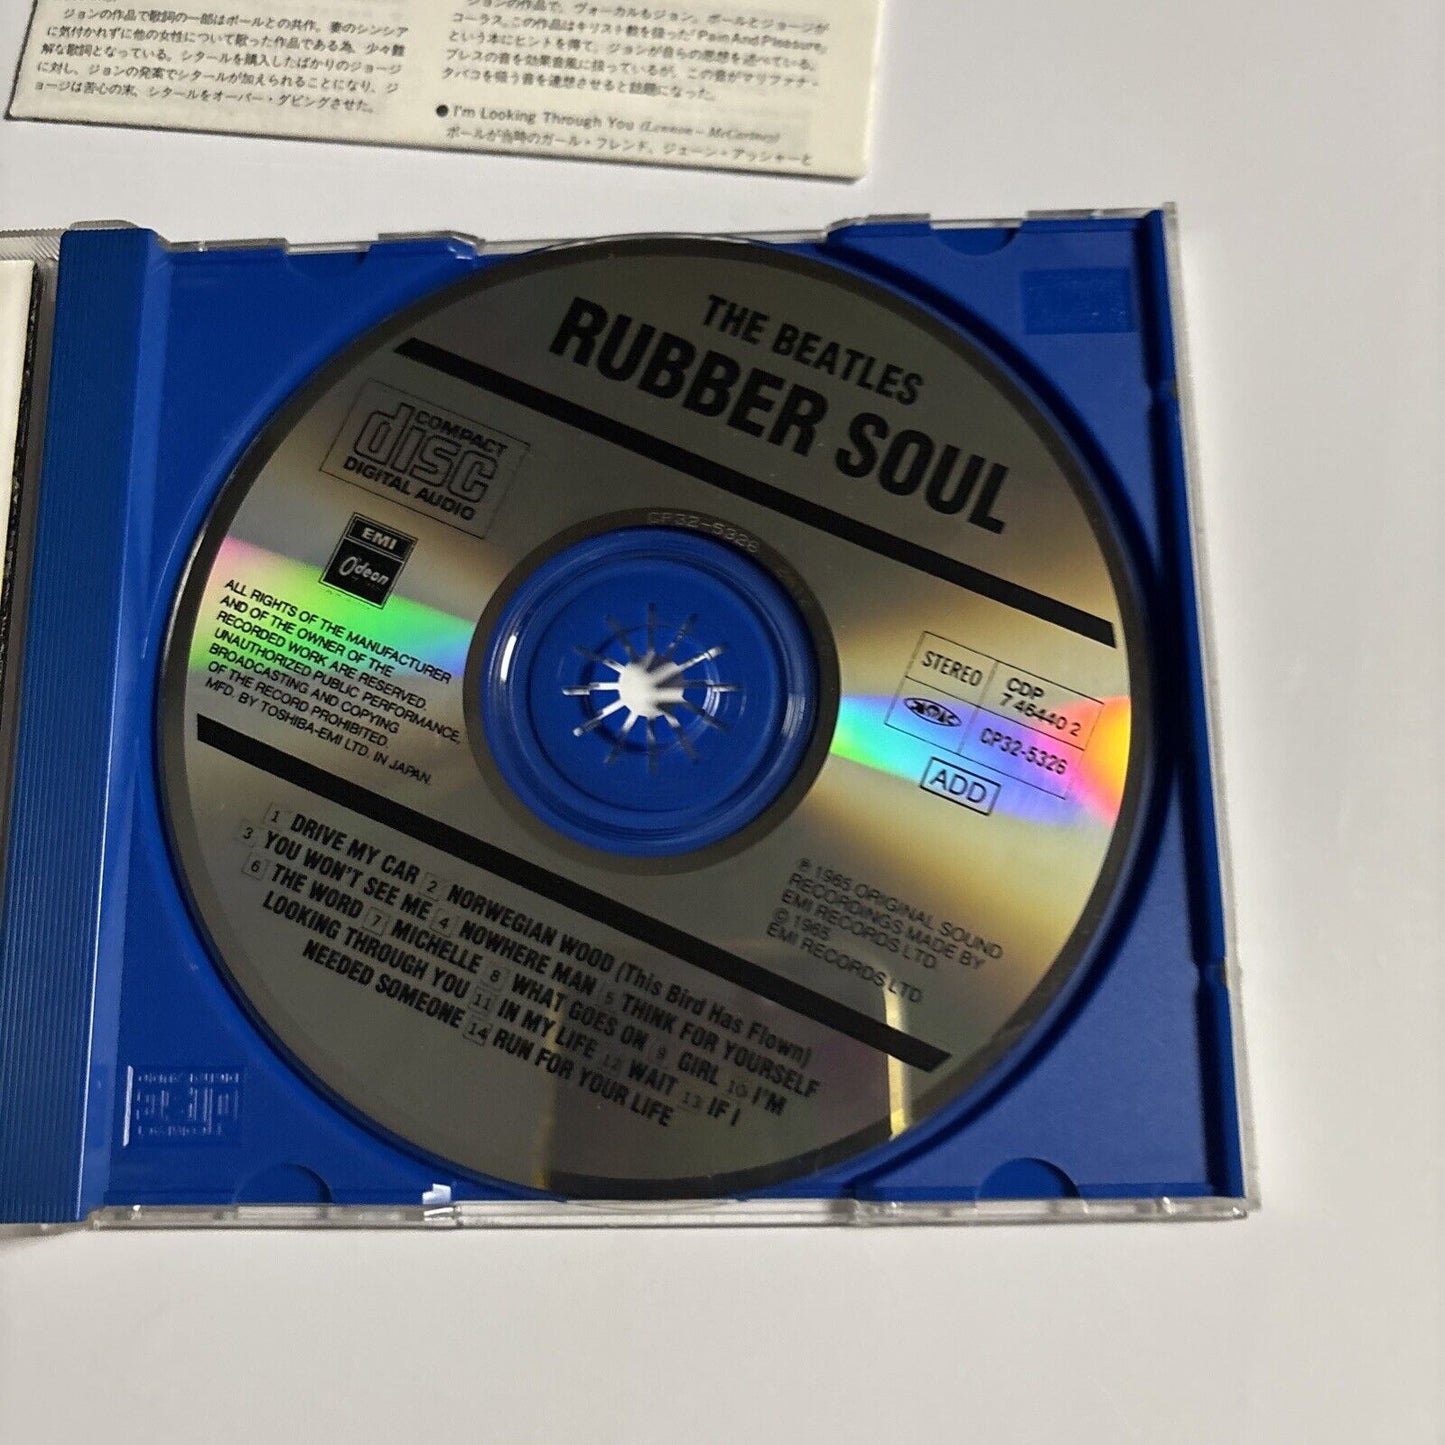 ジョンの作品で歌詞の一部はポールとの共作。妻のシンシア
に気付かれずに他の女性について歌った作品である為、少々難
解な歌詞となっている。シタールを購入したばかりのジョージ
に対し、ジョンの発案でシタールが加えられることになり、ジ
ョージは苦心の末、シタールをオーバー・ダビングさせた。
ジョンの作品で、ヴォーカルもジョン。ポールとジョージが
コーラス。この作品はキリスト教を扱った「Pain And Pleasure」
という本にヒントを得て、ジョンが自らの思想を述べている。
ブレスの音を効果音風に扱っているが、この音がマリファナ・
タバコを吸う音を連想させると話題になった。
● I'm Looking Through You (Lennon—McCartney)
ポールが当時のガール・フレンド、ジェーン・アッシャーと
THE BEATLES
RUBBER SOUL
COMPACT
disc
DIGITAL AUDIO
EMI
Odeon
ALL RIGHTS OF THE MANUFACTURER
AND OF THE OWNER OF THE
RECORDED WORK ARE RESERVED.
UNAUTHORIZED PUBLIC PERFORMANCE,
BROADCASTING AND COPYING
OF THE RECORD PROHIBITED.
MFD. BY TOSHIBA-EMI LTD. IN JAPAN.
CP32-5326
STEREO
CDP
7 46440 2
CP32-5326
ADD
℗ 1965 ORIGINAL SOUND
RECORDINGS MADE BY
EMI RECORDS LTD.
© 1965
EMI RECORDS LTD.
1 DRIVE MY CAR 2 NORWEGIAN WOOD (This Bird Has Flown)
3 YOU WON'T SEE ME 4 NOWHERE MAN 5 THINK FOR YOURSELF
6 THE WORD 7 MICHELLE 8 WHAT GOES ON 9 GIRL 10 I'M
LOOKING THROUGH YOU 11 IN MY LIFE 12 WAIT 13 IF I
NEEDED SOMEONE 14 RUN FOR YOUR LIFE